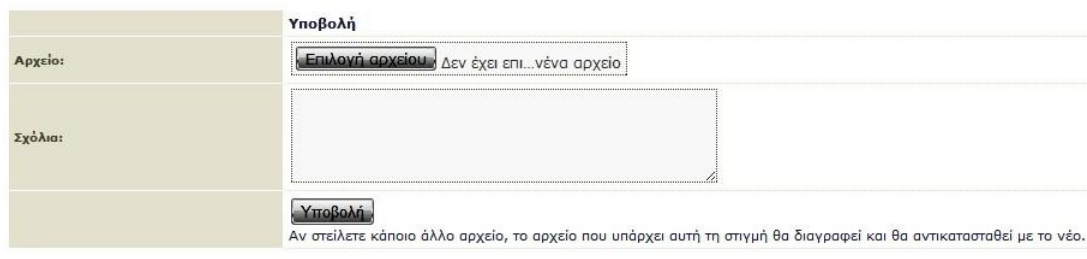 Υποβολή
Αρχείο: Επιλογή αρχείου Δεν έχει επι...νένα αρχείο
Σχόλια:
Υποβολή
Αν στείλετε κάποιο άλλο αρχείο, το αρχείο που υπάρχει αυτή τη στιγμή θα διαγραφεί και θα αντικατασταθεί με το νέο.